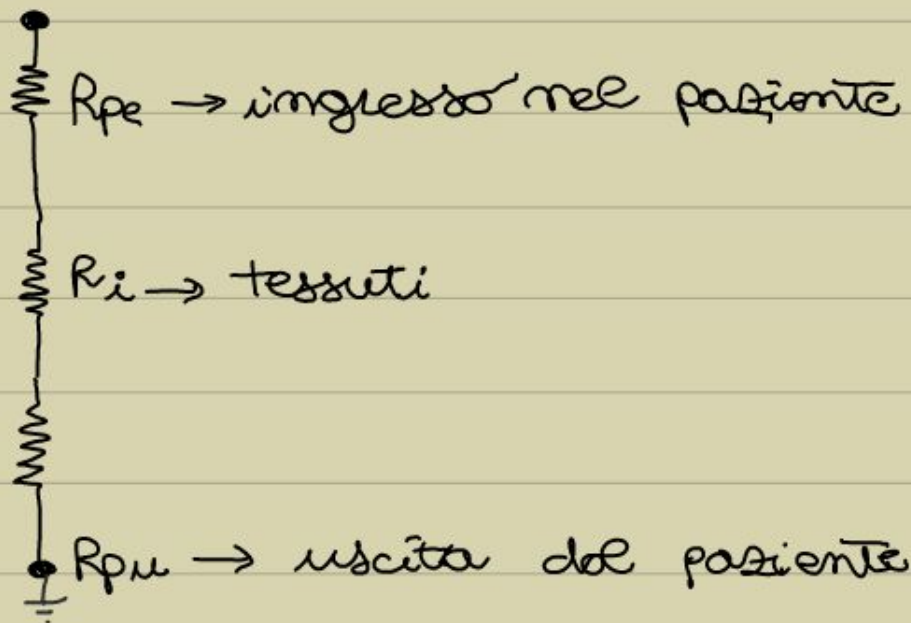 Rpe → ingresso nel paziente
Ri → tessuti
Rpu → uscita dal paziente